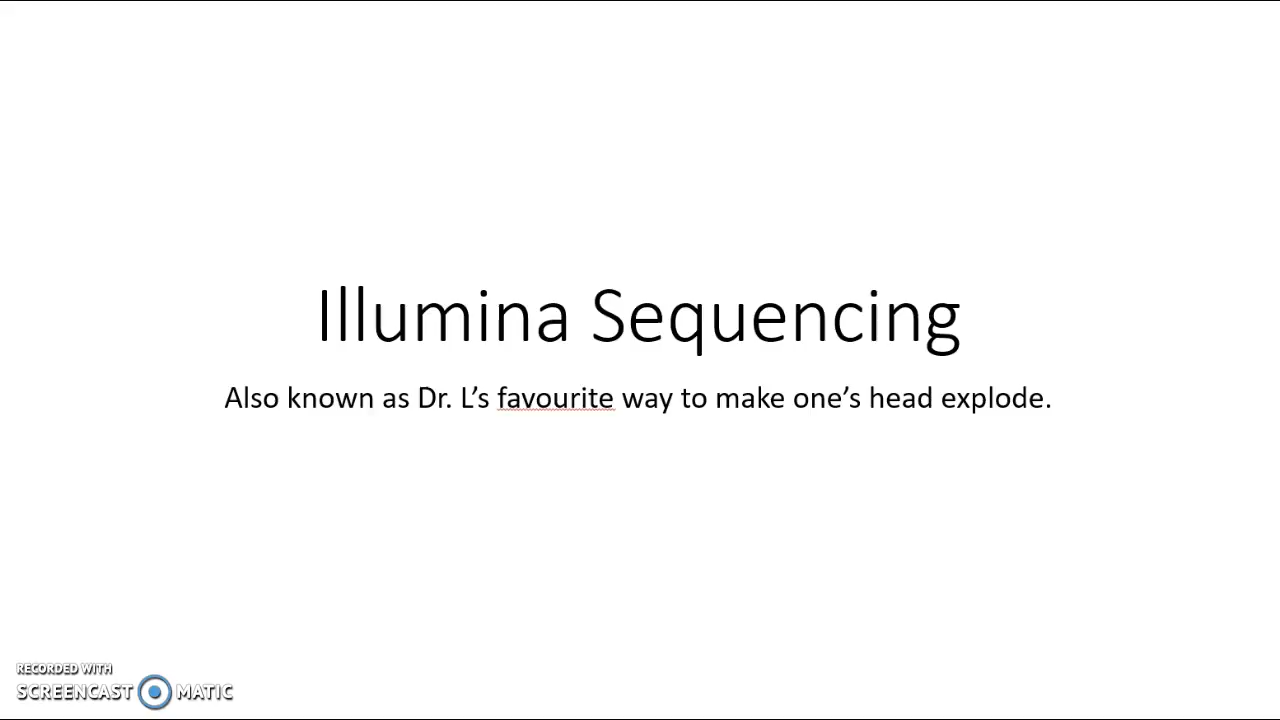 Illumina Sequencing
Also known as Dr. L’s favourite way to make one’s head explode.
RECORDED WITH
SCREENCAST MATIC